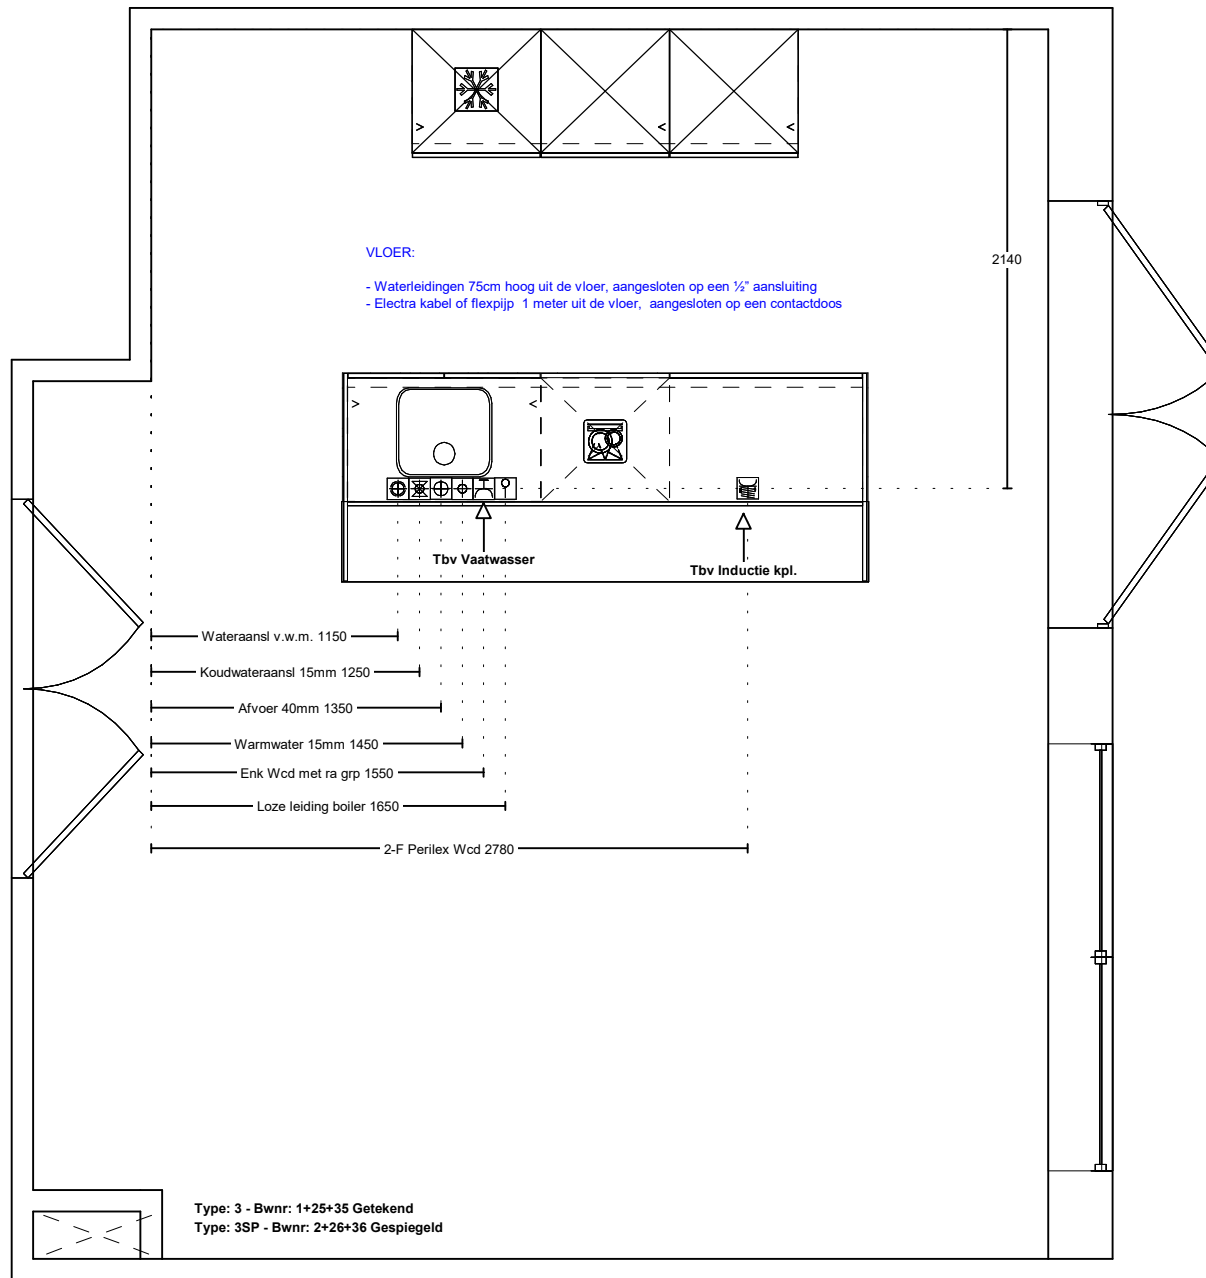 VLOER:
- Waterleidingen 75cm hoog uit de vloer, aangesloten op een ½" aansluiting
- Electra kabel of flexpijp 1 meter uit de vloer, aangesloten op een contactdoos
2140
Tbv Vaatwasser
Tbv Inductie kpl.
Wateraansl v.w.m. 1150
Koudwateraansl 15mm 1250
Afvoer 40mm 1350
Warmwater 15mm 1450
Enk Wcd met ra grp 1550
Loze leiding boiler 1650
2-F Perilex Wcd 2780
Type: 3 - Bwnr: 1+25+35 Getekend
Type: 3SP - Bwnr: 2+26+36 Gespiegeld